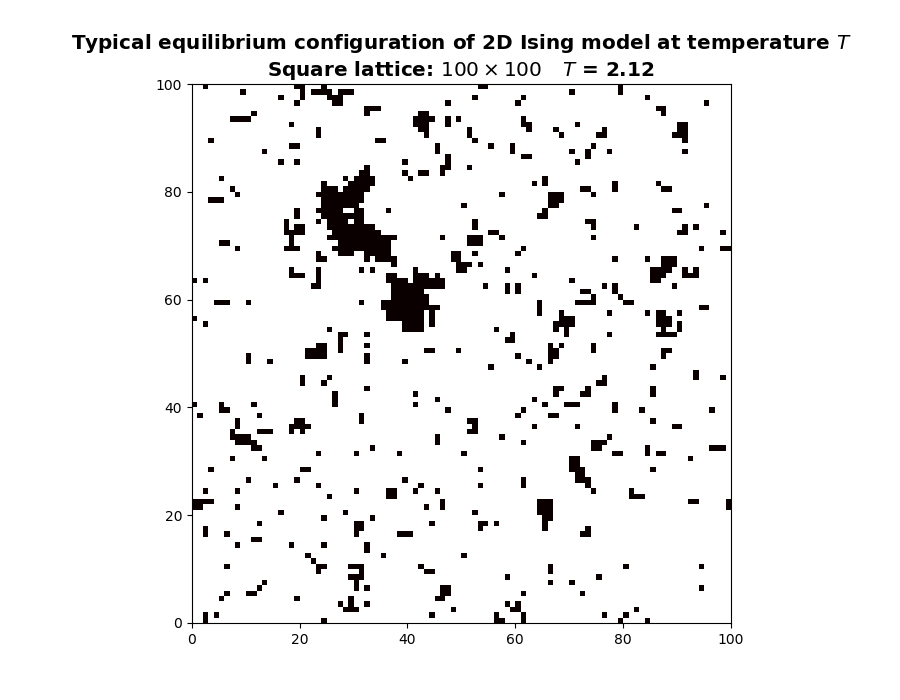 Typical equilibrium configuration of 2D Ising model at temperature T
Square lattice: 100 × 100 T = 2.12
100
80
60
40
20
0
0 20 40 60 80 100